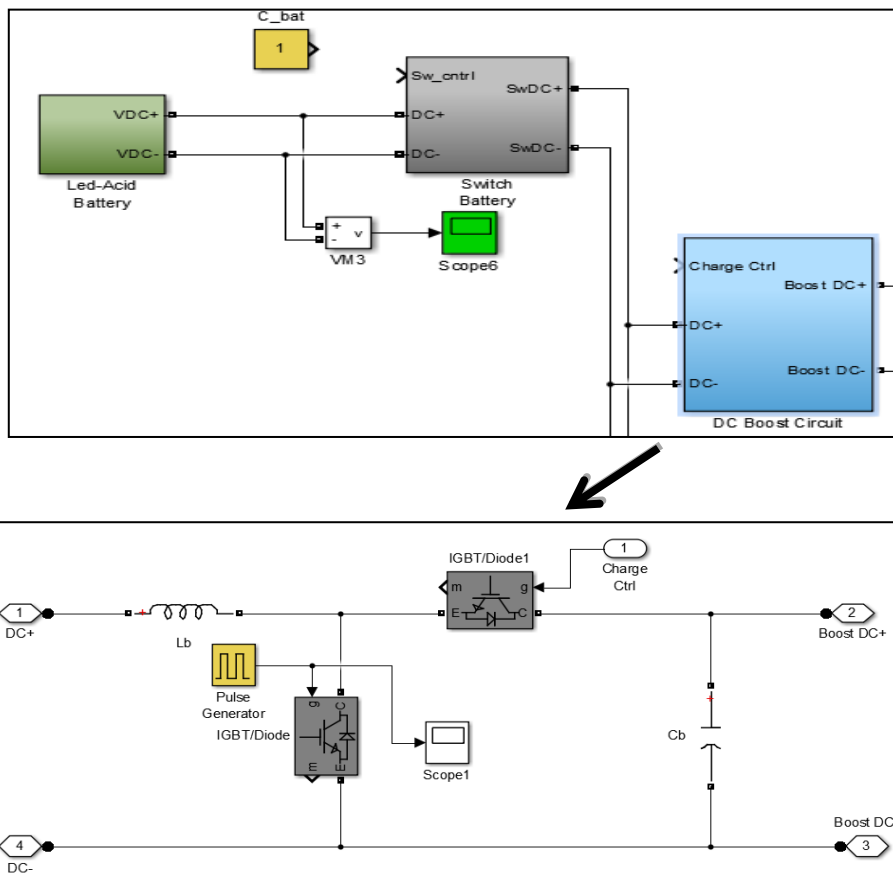 C_bat
1
Sw_cntrl
SwDC+
VDC+
DC+
SwDC-
VDC-
DC-
Led-Acid
Battery
Switch
Battery
+
-
v
VM3
Scope6
Charge Ctrl
Boost DC+
DC+
Boost DC-
DC-
DC Boost Circuit
IGBT/Diode1
1
Charge
Ctrl
m
g
E
C
1
DC+
Lb
2
Boost DC+
Pulse
Generator
g
C
IGBT/Diode
m
E
Scope1
Cb
4
DC-
Boost DC
3